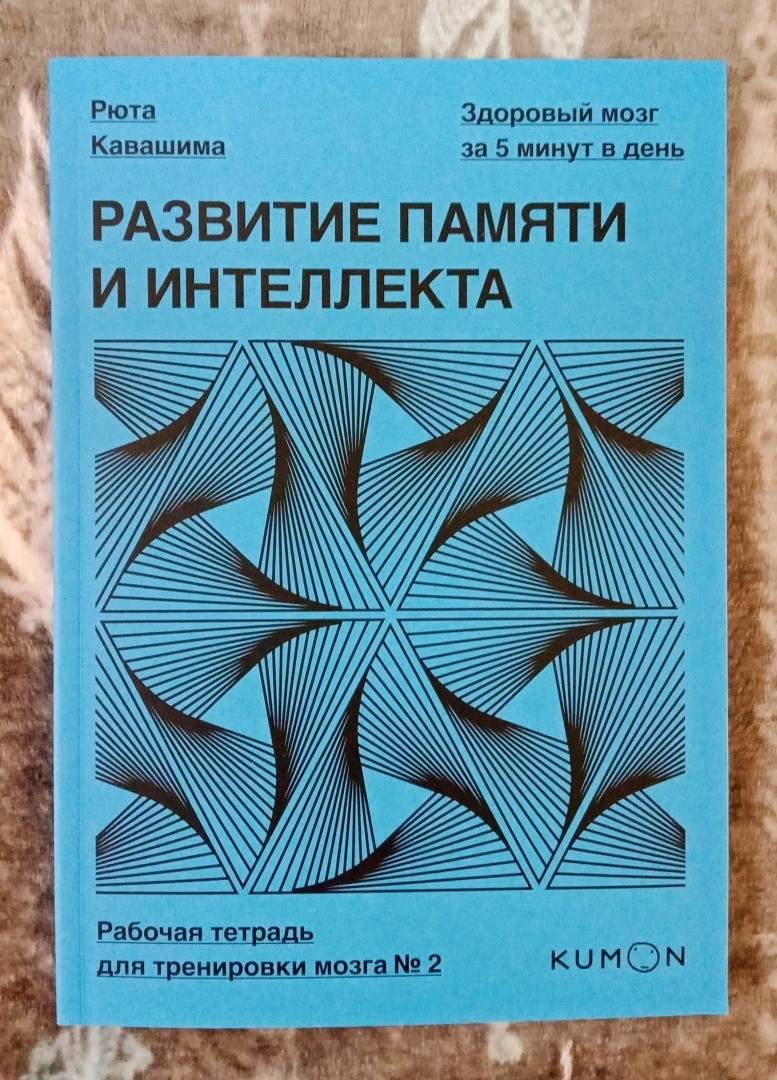 Рюта
Кавашима
Здоровый мозг
за 5 минут в день
РАЗВИТИЕ ПАМЯТИ
И ИНТЕЛЛЕКТА
Рабочая тетрадь
для тренировки мозга № 2
KUMON